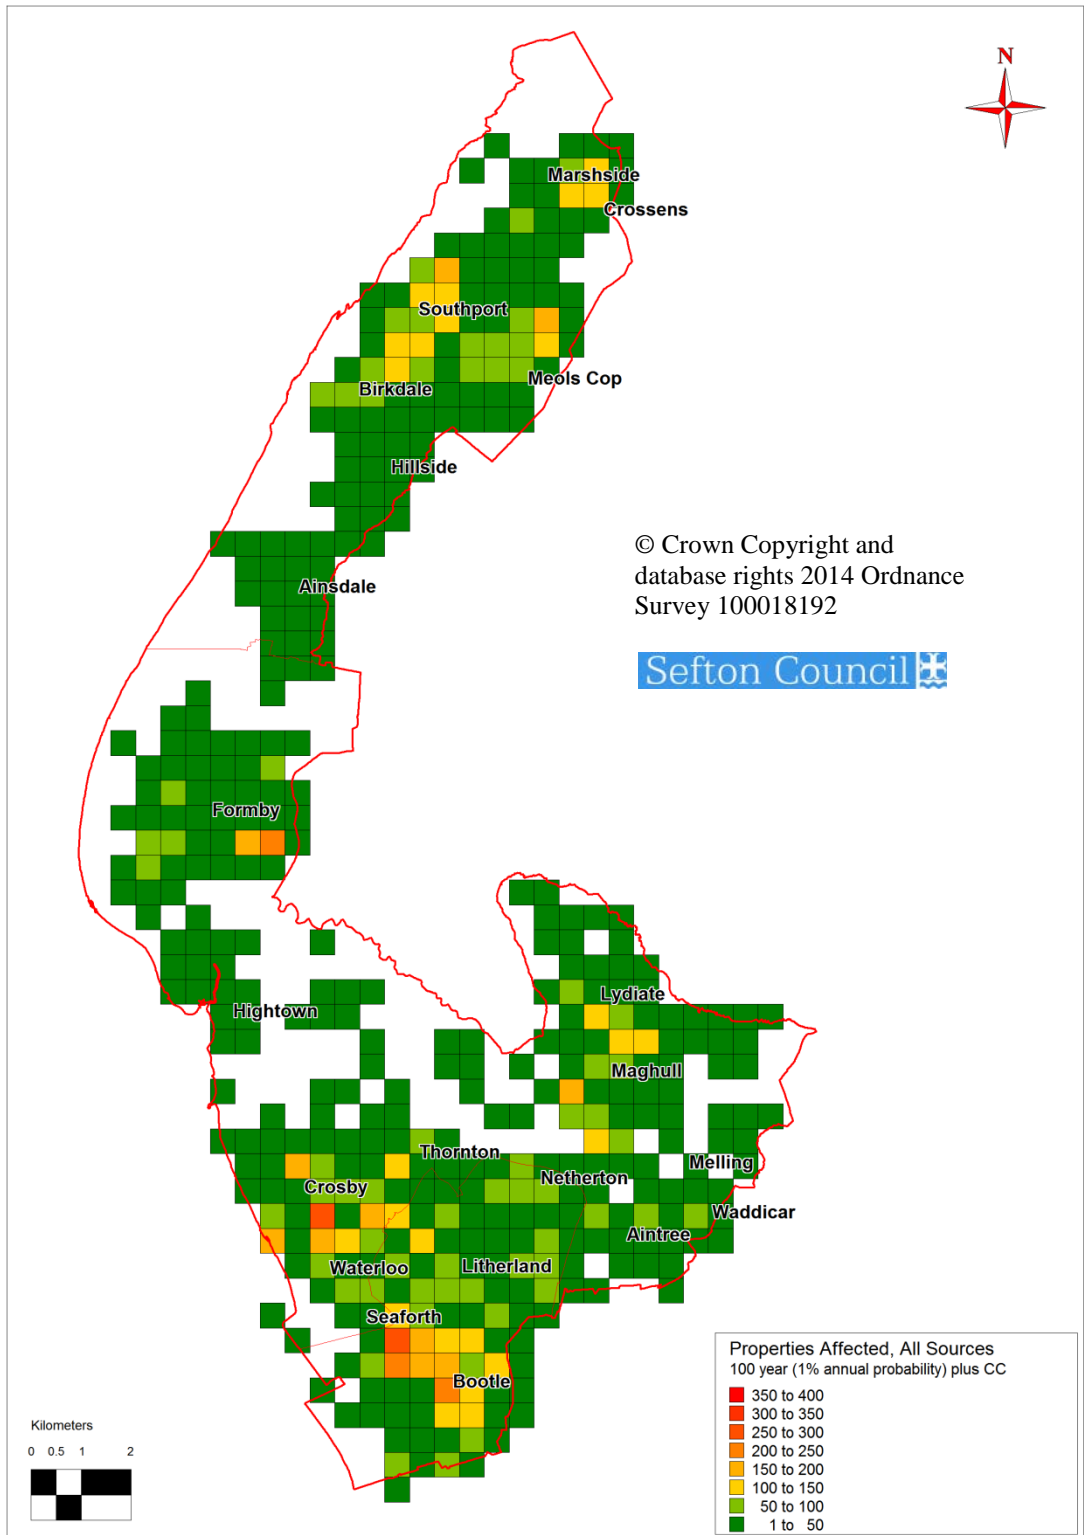 N
Marshside
Crossens
Southport
Meols Cop
Birkdale
Hillside
© Crown Copyright and
database rights 2014 Ordnance
Survey 100018192
Ainsdale
Sefton Council
Formby
Lydiate
Hightown
Maghull
Thornton
Melling
Netherton
Crosby
Waddicar
Aintree
Waterloo
Litherland
Seaforth
Bootle
Properties Affected, All Sources
100 year (1% annual probability) plus CC
350 to 400
300 to 350
250 to 300
200 to 250
150 to 200
100 to 150
50 to 100
1 to 50
Kilometers
0 0.5 1 2